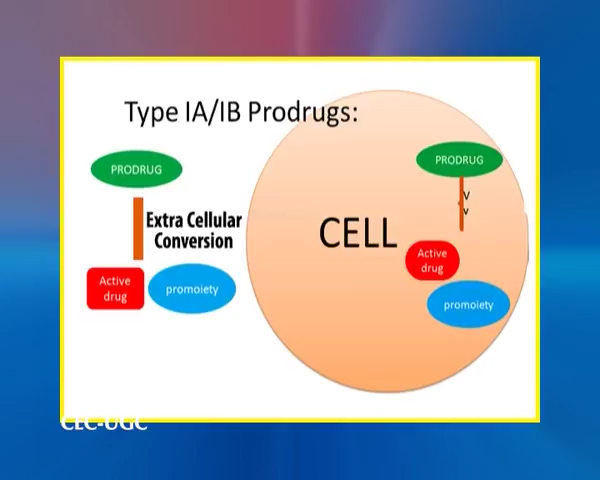 Type IA/IB Prodrugs:
PRODRUG
Extra Cellular
Conversion
Active
drug
promoiety
CELL
PRODRUG
V
v
Active
drug
promoiety
CEC-UGC